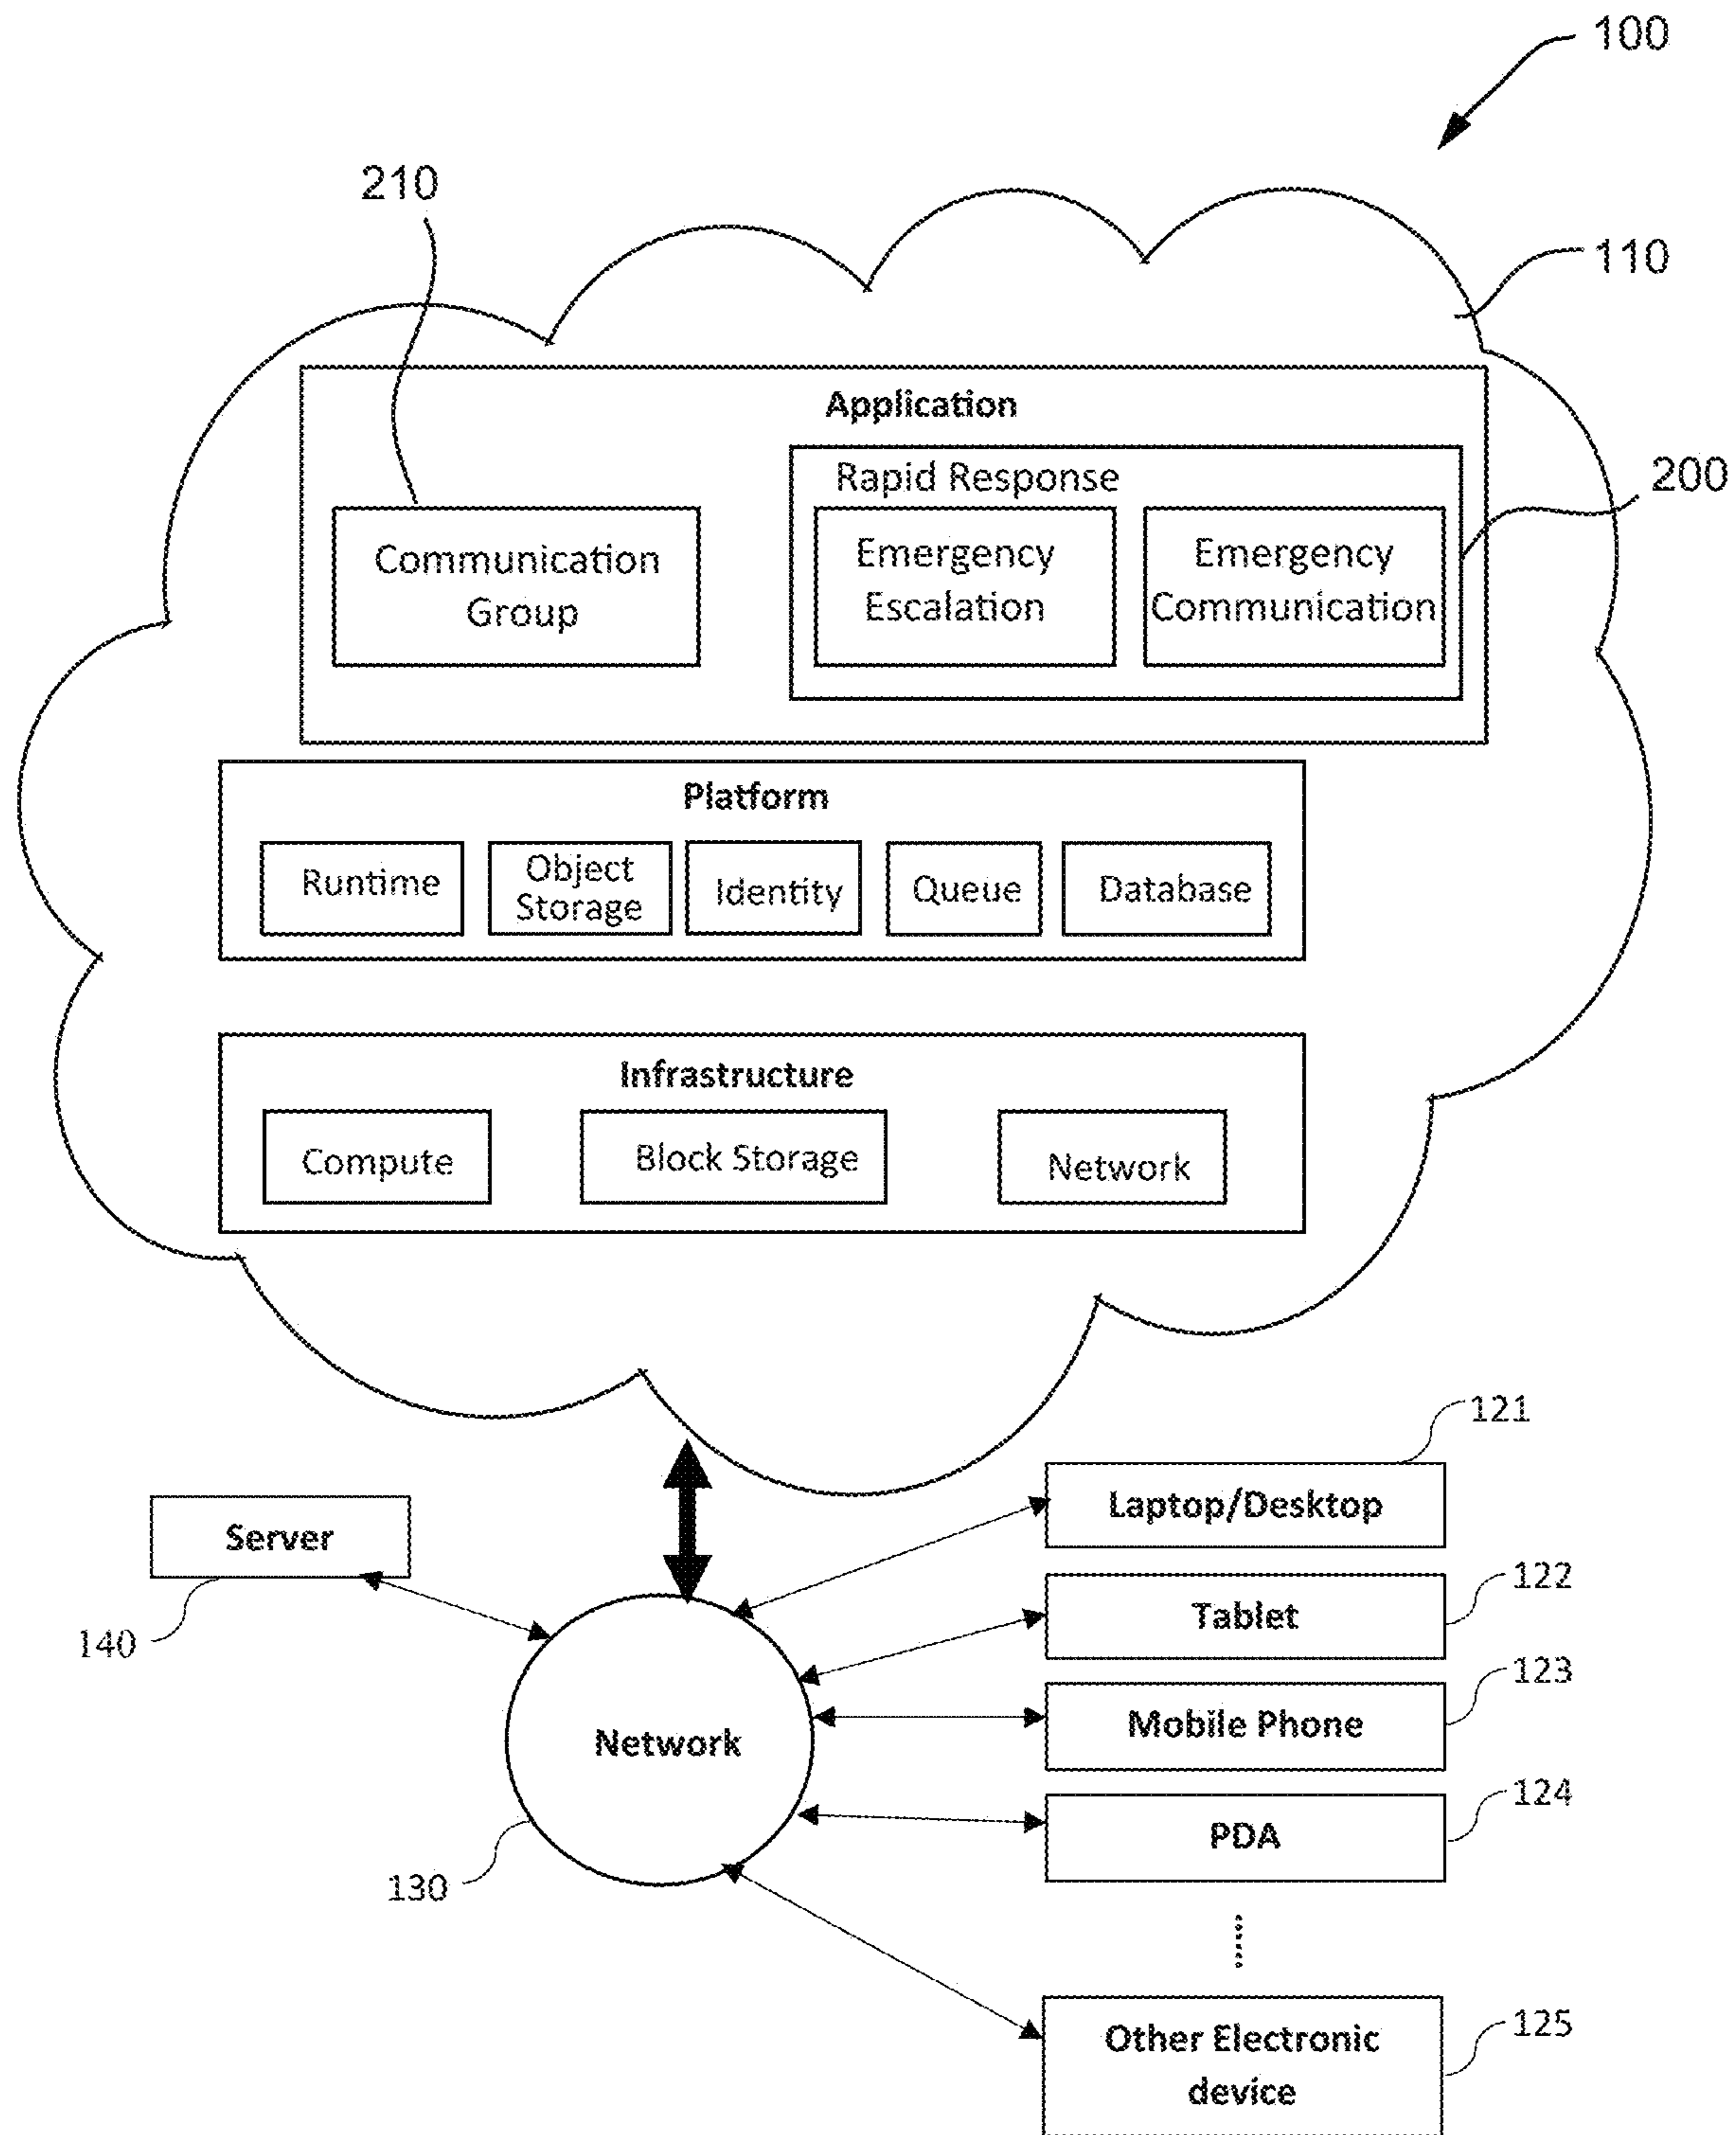 100
210
110
Application
Rapid Response
200
Communication
Group
Emergency
Escalation
Emergency
Communication
Platform
Runtime
Object
Storage
Identity
Queue
Database
Infrastructure
Compute
Block Storage
Network
121
Laptop/Desktop
Server
140
122
Tablet
123
Mobile Phone
Network
124
PDA
130
125
Other Electronic
device